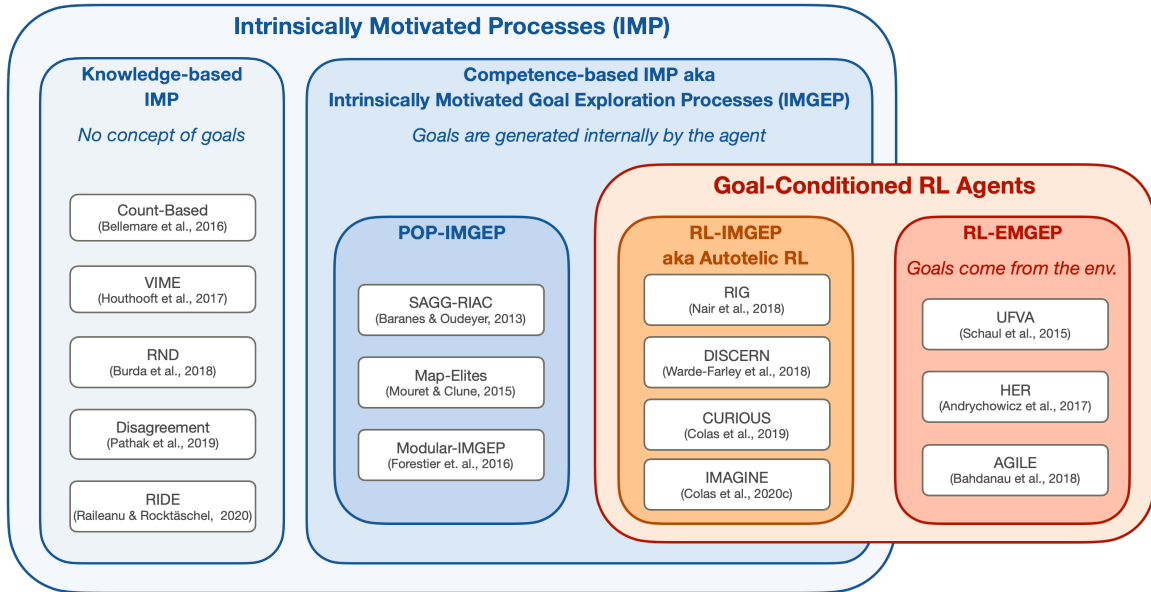 Intrinsically Motivated Processes (IMP)
Knowledge-based
IMP
No concept of goals
Count-Based
(Bellemare et al., 2016)
VIME
(Houthooft et al., 2017)
RND
(Burda et al., 2018)
Disagreement
(Pathak et al., 2019)
RIDE
(Raileanu & Rocktäschel, 2020)
Competence-based IMP aka
Intrinsically Motivated Goal Exploration Processes (IMGEP)
Goals are generated internally by the agent
POP-IMGEP
SAGG-RIAC
(Baranes & Oudeyer, 2013)
Map-Elites
(Mouret & Clune, 2015)
Modular-IMGEP
(Forestier et. al., 2016)
Goal-Conditioned RL Agents
RL-IMGEP
aka Autotelic RL
RIG
(Nair et al., 2018)
DISCERN
(Warde-Farley et al., 2018)
CURIOUS
(Colas et al., 2019)
IMAGINE
(Colas et al., 2020c)
RL-EMGEP
Goals come from the env.
UFVA
(Schaul et al., 2015)
HER
(Andrychowicz et al., 2017)
AGILE
(Bahdanau et al., 2018)